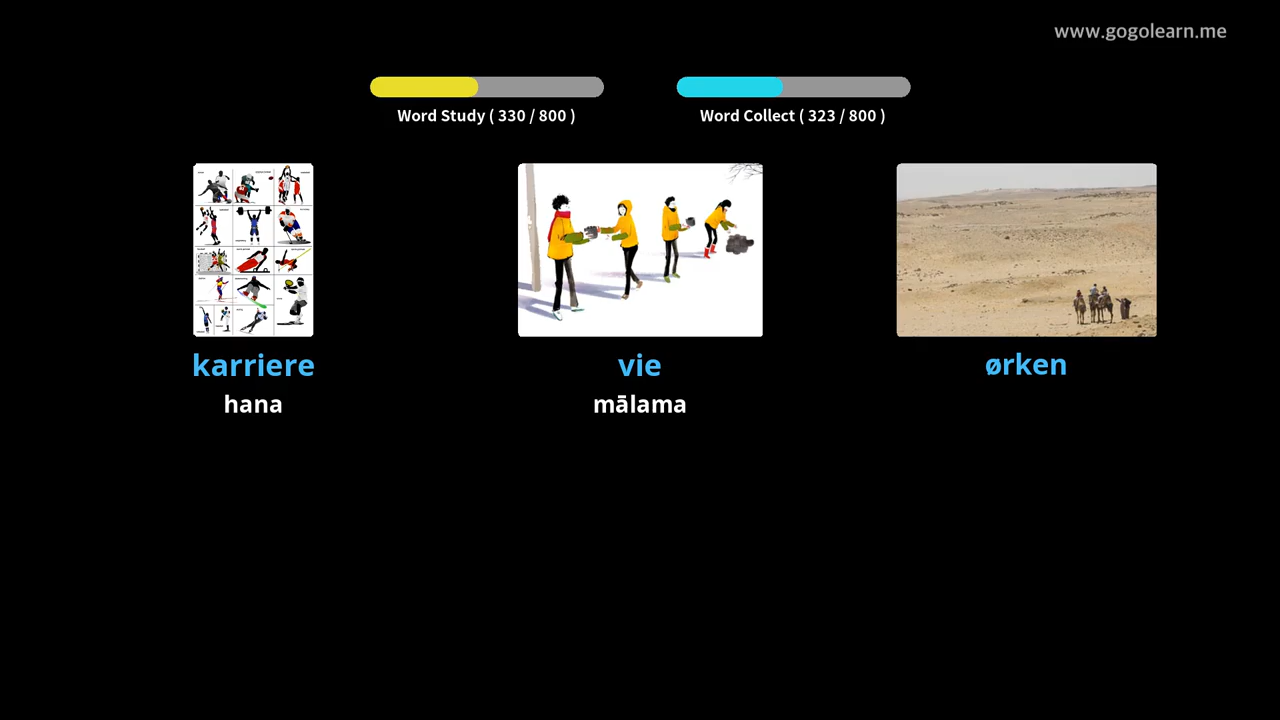 www.gogolearn.me
Word Study ( 330 / 800 )
Word Collect ( 323 / 800 )
karriere
vie
ørken
hana
mālama